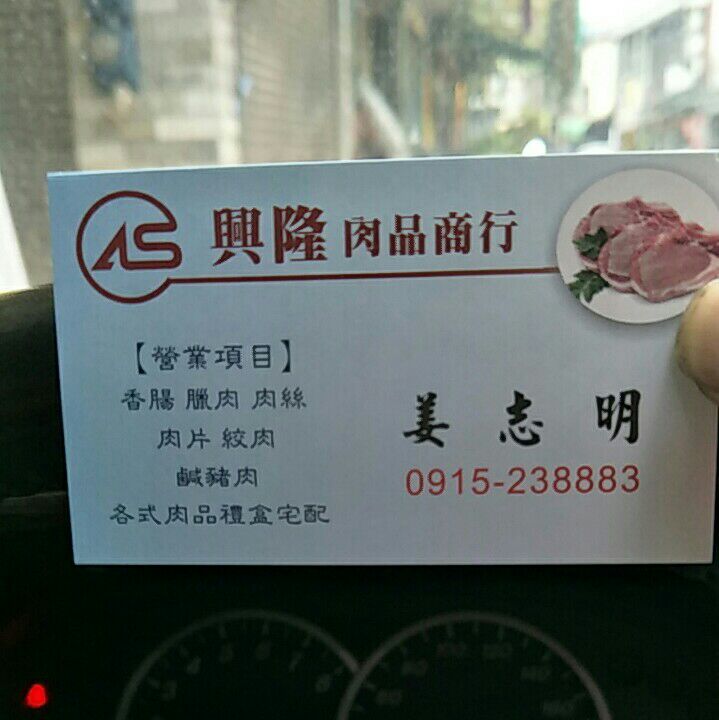 AS 興隆 肉品商行
【營業項目】
香腸 臘肉 肉絲
肉片 絞肉
鹹豬肉
各式肉品禮盒宅配
姜志明
0915-238883